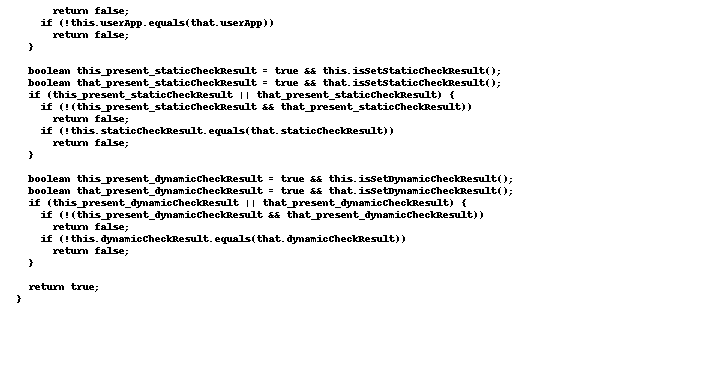 return false;
if (!this.userApp.equals(that.userApp))
return false;
}
boolean this_present_staticCheckResult = true && this.isSetStaticCheckResult();
boolean that_present_staticCheckResult = true && that.isSetStaticCheckResult();
if (this_present_staticCheckResult || that_present_staticCheckResult) {
if (!(this_present_staticCheckResult && that_present_staticCheckResult))
return false;
if (!this.staticCheckResult.equals(that.staticCheckResult))
return false;
}
boolean this_present_dynamicCheckResult = true && this.isSetDynamicCheckResult();
boolean that_present_dynamicCheckResult = true && that.isSetDynamicCheckResult();
if (this_present_dynamicCheckResult || that_present_dynamicCheckResult) {
if (!(this_present_dynamicCheckResult && that_present_dynamicCheckResult))
return false;
if (!this.dynamicCheckResult.equals(that.dynamicCheckResult))
return false;
}
return true;
}